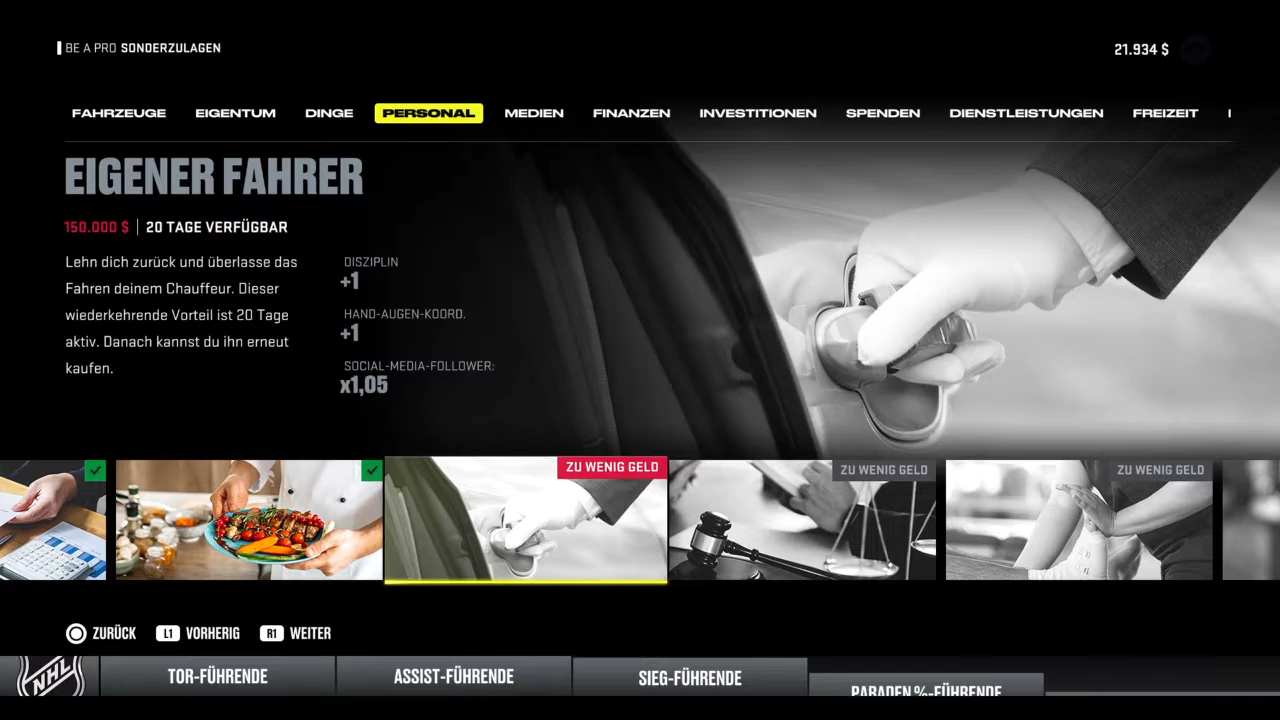 BE A PRO SONDERZULAGEN
21.934 $
FAHRZEUGE EIGENTUM DINGE PERSONAL MEDIEN FINANZEN INVESTITIONEN SPENDEN DIENSTLEISTUNGEN FREIZEIT
EIGENER FAHRER
150.000 $ | 20 TAGE VERFÜGBAR
Lehn dich zurück und überlasse das
Fahren deinem Chauffeur. Dieser
wiederkehrende Vorteil ist 20 Tage
aktiv. Danach kannst du ihn erneut
kaufen.
DISZIPLIN
+1
HAND-AUGEN-KOORD.
+1
SOCIAL-MEDIA-FOLLOWER:
x1,05
ZU WENIG GELD
ZU WENIG GELD
ZU WENIG GELD
ZURÜCK L1 VORHERIG R1 WEITER
NHL
TOR-FÜHRENDE ASSIST-FÜHRENDE SIEG-FÜHRENDE PARADEN %-FÜHRENDE